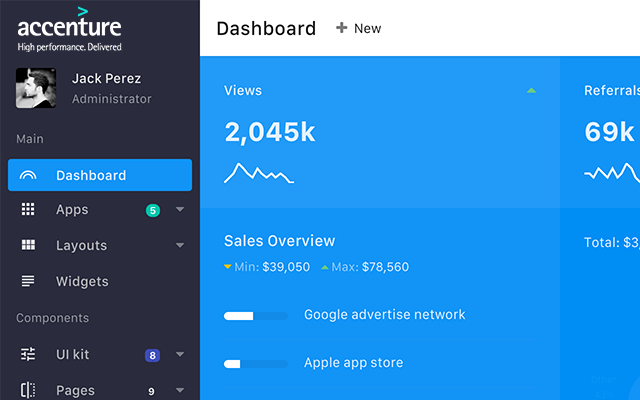 accenture
High performance. Delivered
Jack Perez
Administrator
Main
Dashboard
Apps 5
Layouts
Widgets
Components
UI kit 8
Pages 9
Dashboard + New
Views
2,045k
Referrals
69k
Sales Overview
Min: $39,050 Max: $78,560
Google advertise network
Apple app store
Total: $3,